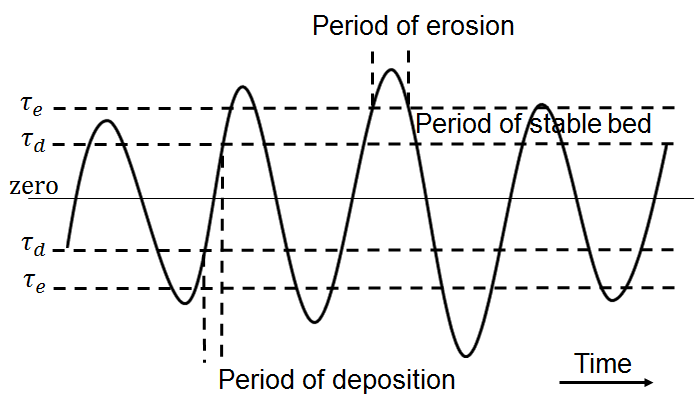 Period of erosion
τe
Period of stable bed
τd
zero
τd
τe
Time
Period of deposition